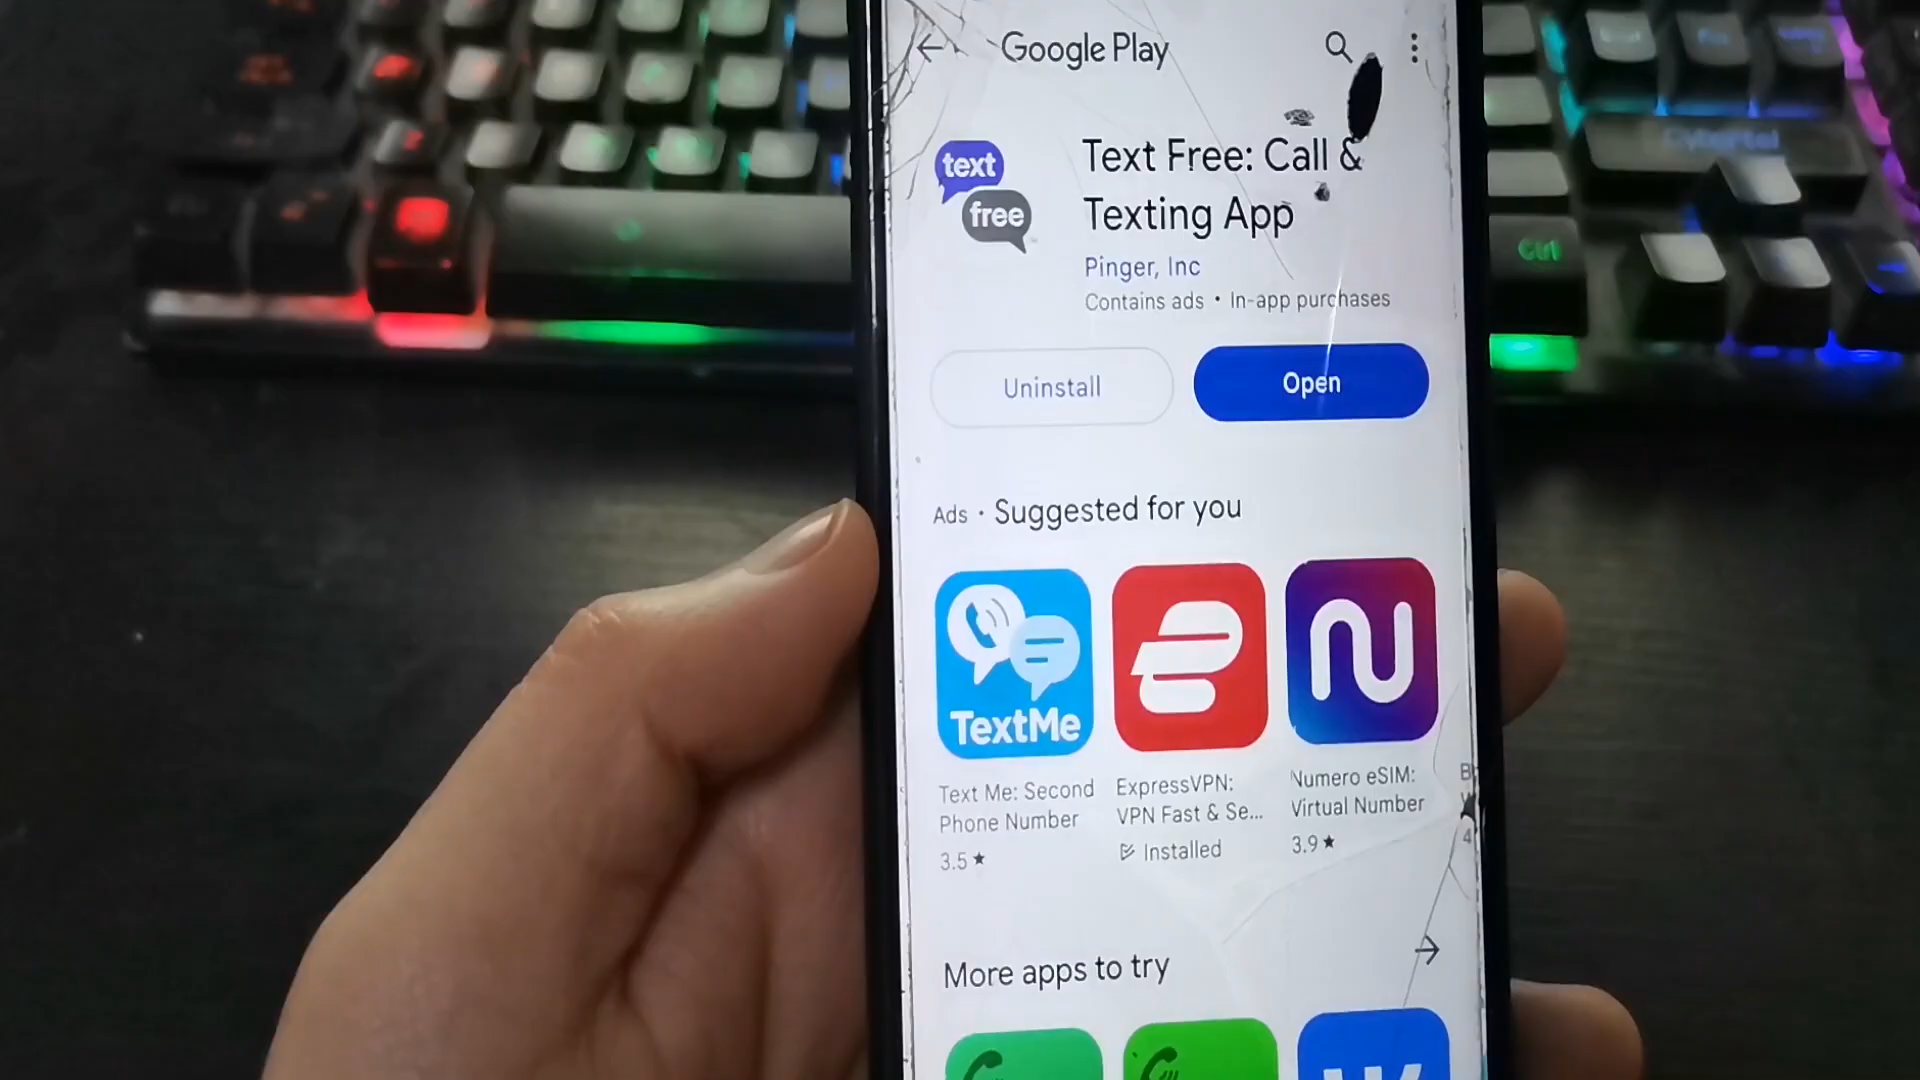 Google Play
text
free
Text Free: Call &
Texting App
Pinger, Inc
Contains ads • In-app purchases
Uninstall
Open
Ads • Suggested for you
TextMe
Text Me: Second
Phone Number
3.5 ★
ExpressVPN:
VPN Fast & Se...
Installed
Numero eSIM:
Virtual Number
3.9 ★
4
More apps to try
Ctrl